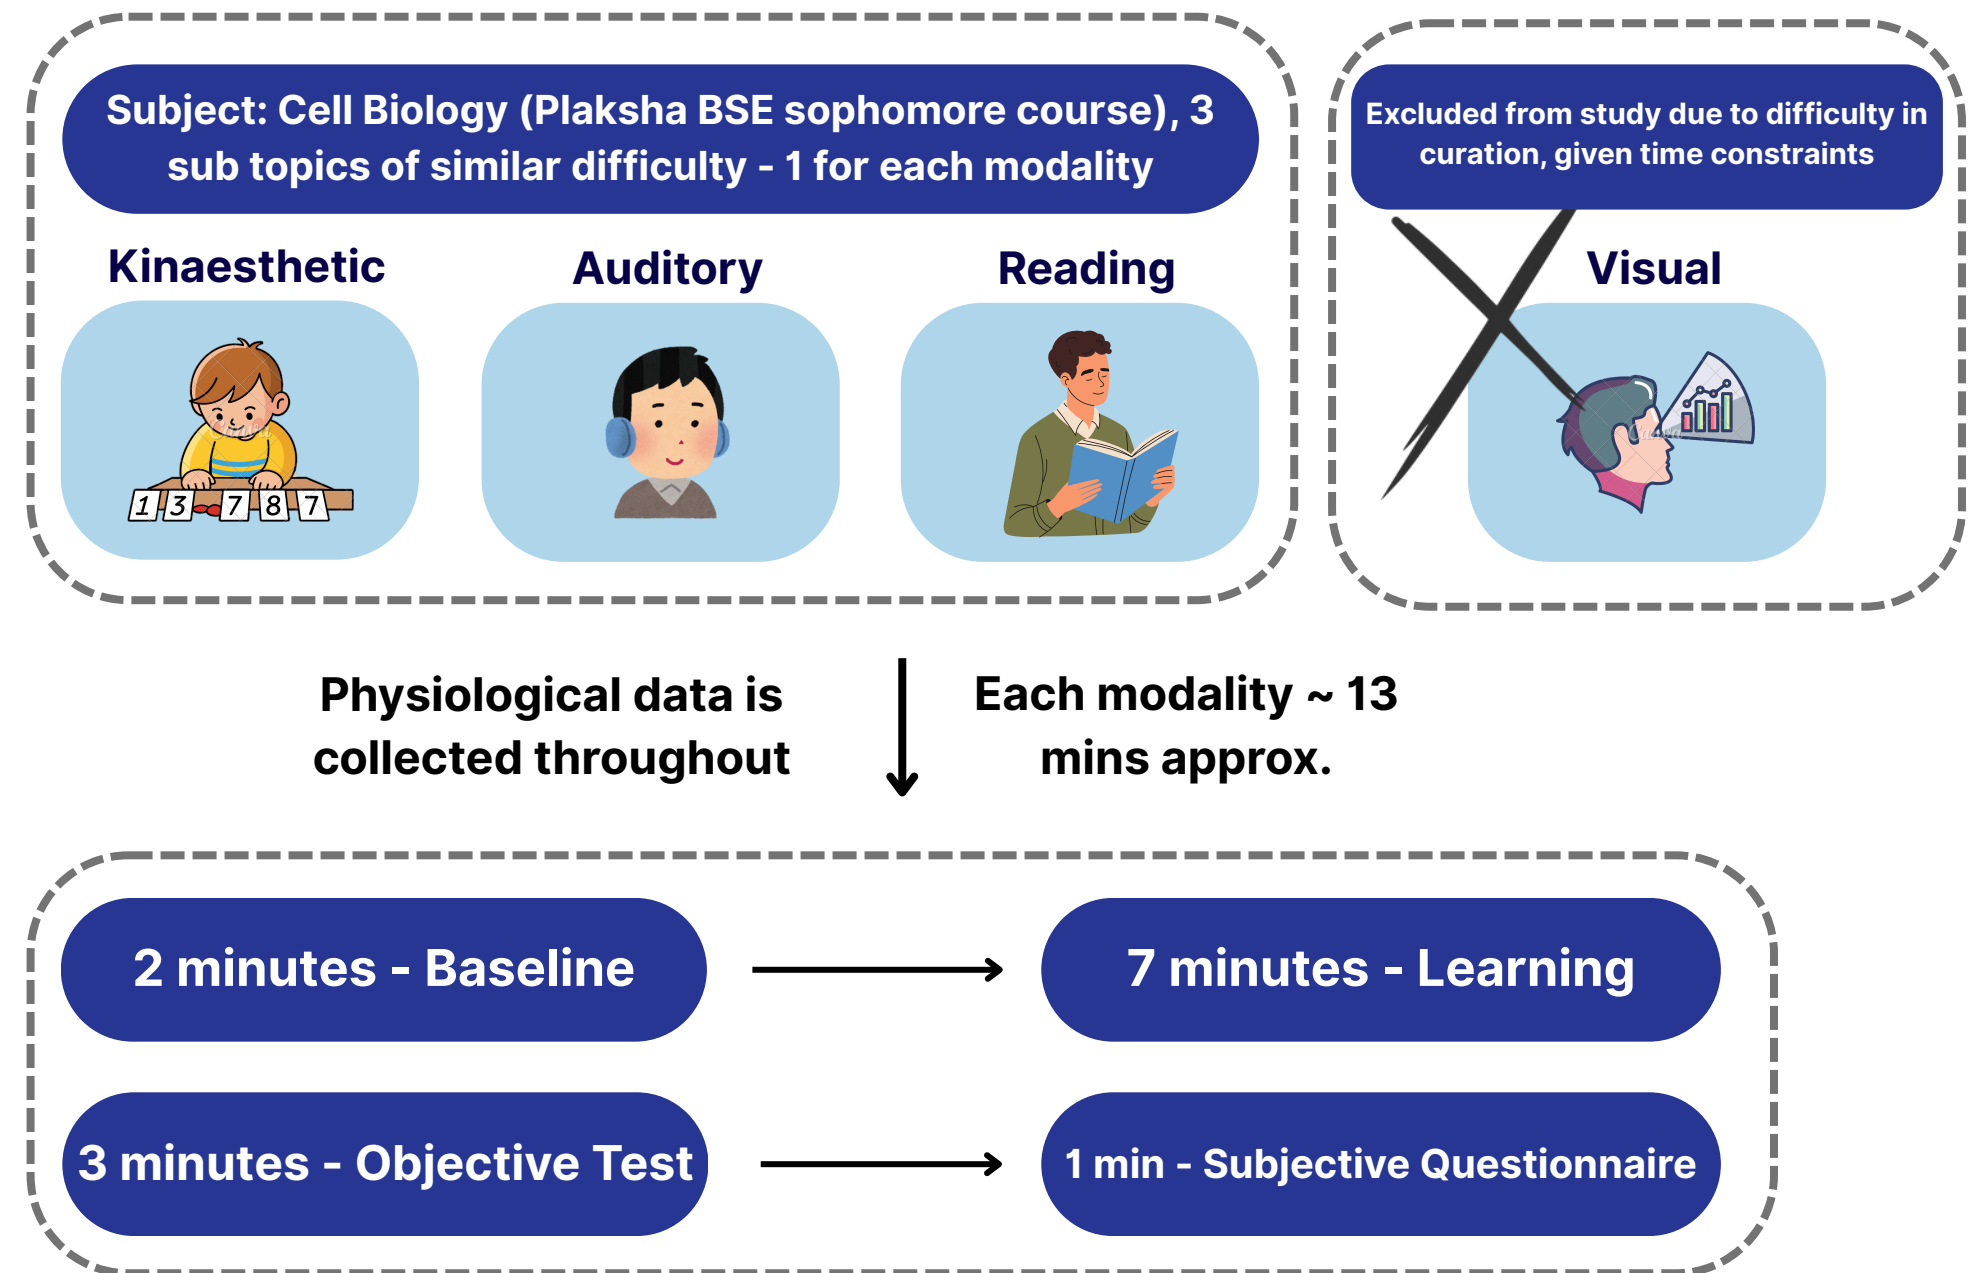 Subject: Cell Biology (Plaksha BSE sophomore course), 3
sub topics of similar difficulty - 1 for each modality
Excluded from study due to difficulty in
curation, given time constraints
Kinaesthetic
Auditory
Reading
Visual
1 3 7 8 7
Physiological data is
collected throughout
Each modality ~ 13
mins approx.
2 minutes - Baseline
7 minutes - Learning
3 minutes - Objective Test
1 min - Subjective Questionnaire